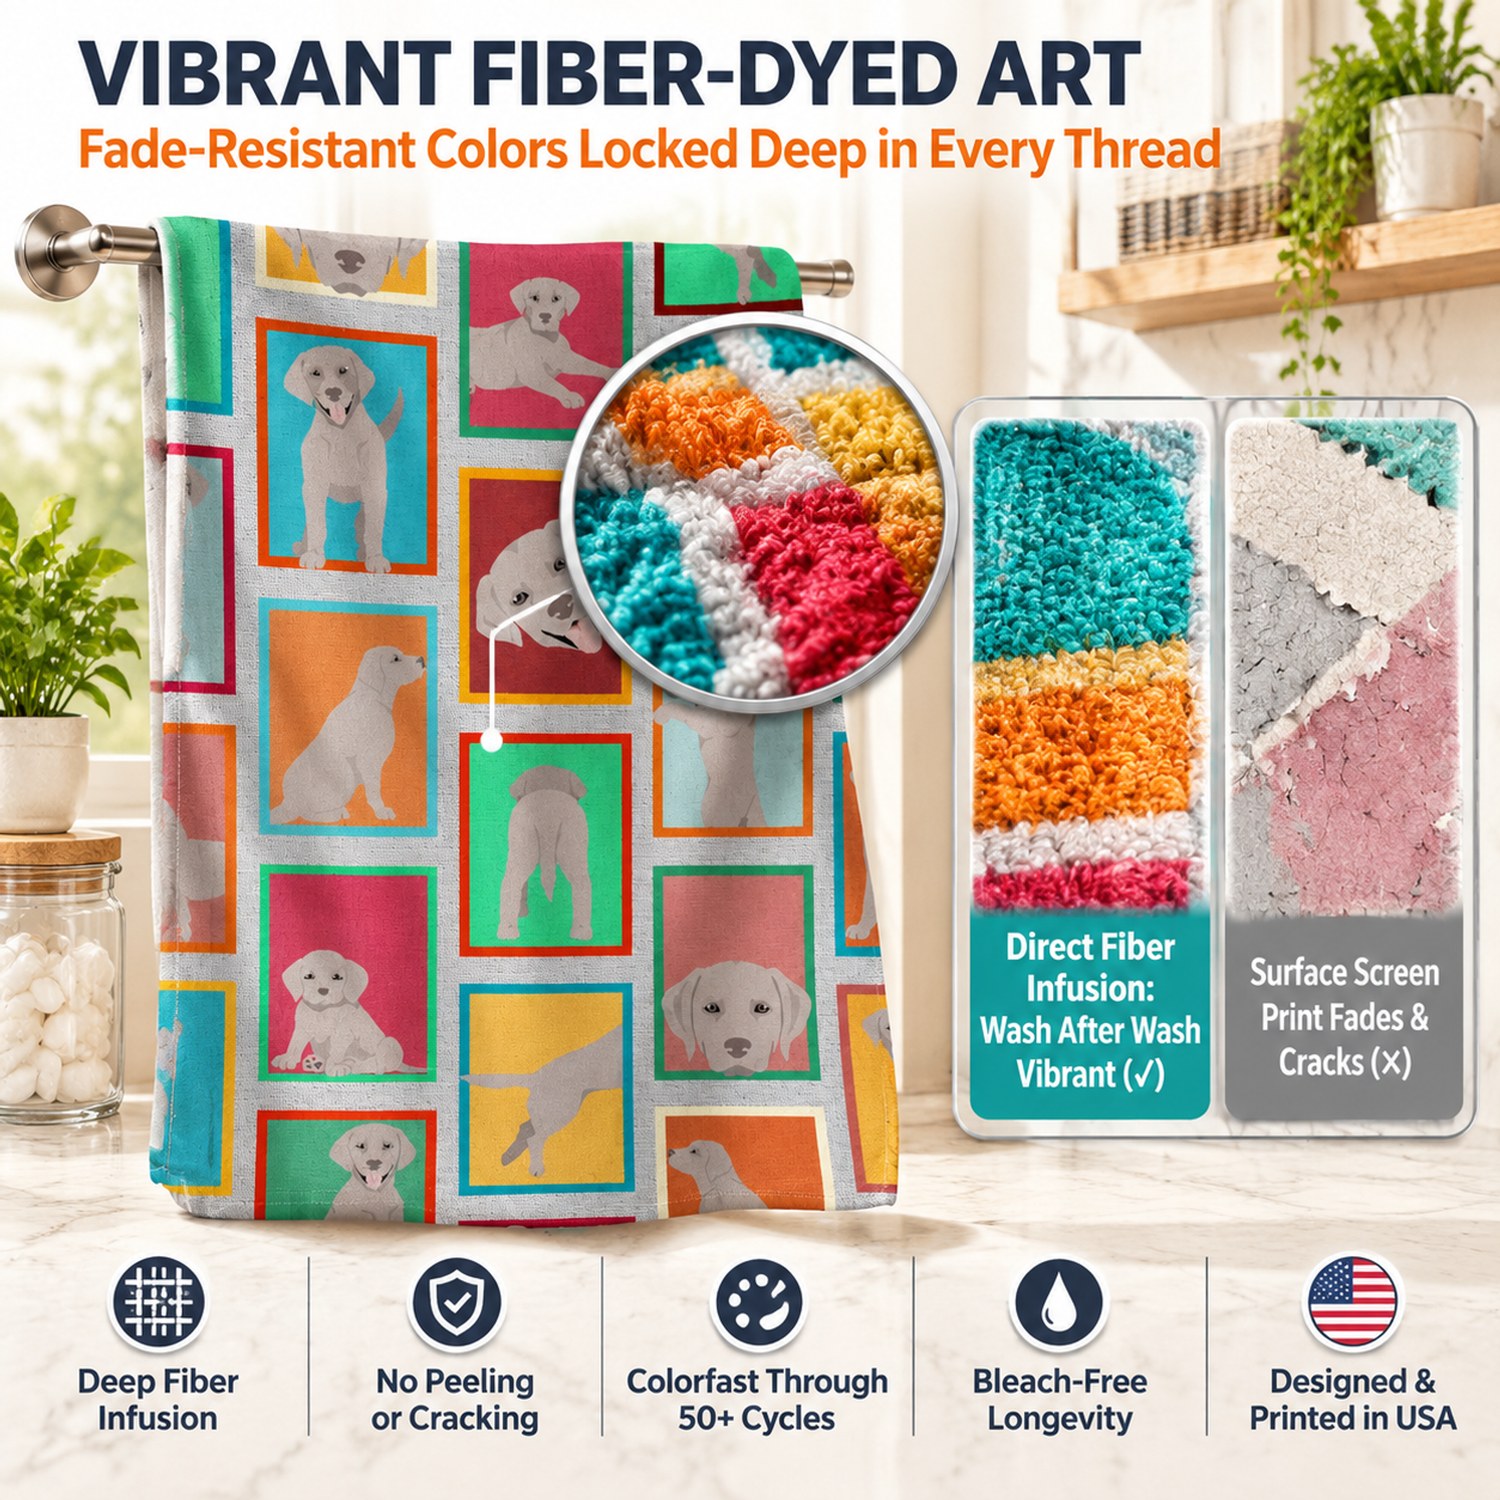 VIBRANT FIBER-DYED ART
Fade-Resistant Colors Locked Deep in Every Thread
Direct Fiber
Infusion:
Wash After Wash
Vibrant (✓)
Surface Screen
Print Fades &
Cracks (✕)
Deep Fiber
Infusion
No Peeling
or Cracking
Colorfast Through
50+ Cycles
Bleach-Free
Longevity
Designed &
Printed in USA